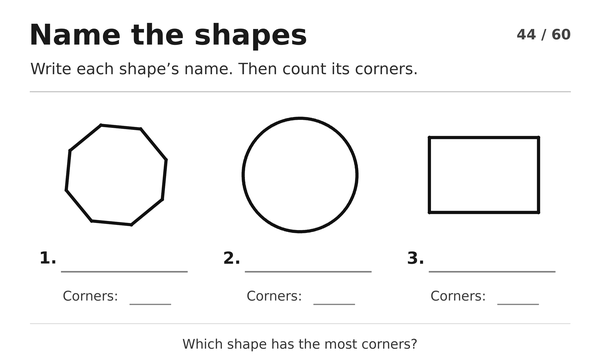 Name the shapes
44 / 60
Write each shape’s name. Then count its corners.
1. 2. 3.
Corners: Corners: Corners:
Which shape has the most corners?